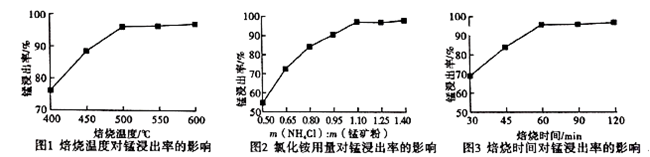 锰浸出率/%
100
90
80
70
400 450 500 550 600
焙烧温度/℃
图1 焙烧温度对锰浸出率的影响
锰浸出率/%
100
90
80
70
60
50
0.50 0.65 0.80 0.95 1.10 1.25 1.40
m(NH₄Cl):m(锰矿粉)
图2 氯化铵用量对锰浸出率的影响
锰浸出率/%
100
90
80
70
60
50
30 45 60 90 120
焙烧时间/min
图3 焙烧时间对锰浸出率的影响